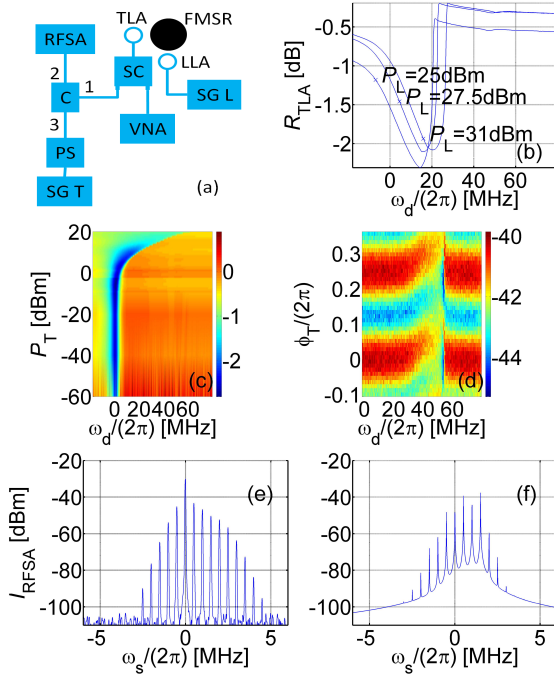 TLA
FMSR
RFSA
SC
LLA
2
1
C
SG L
3
VNA
PS
SG T
(a)
R_TLA [dB]
-0.5
-1
-1.5
-2
P_L=25dBm
P_L=27.5dBm
P_L=31dBm
(b)
0 20 40 60
ω_d/(2π) [MHz]
P_T [dBm]
20
0
-20
-40
-60
(c)
0 20 40 60
ω_d/(2π) [MHz]
0
-1
-2
ϕ_T/(2π)
0.3
0.2
0.1
0
-0.1
(d)
0 20 40 60
ω_d/(2π) [MHz]
-40
-42
-44
I_RFSA [dBm]
-20
-40
-60
-80
-100
(e)
-5 0 5
ω_s/(2π) [MHz]
-20
-40
-60
-80
-100
(f)
-5 0 5
ω_s/(2π) [MHz]